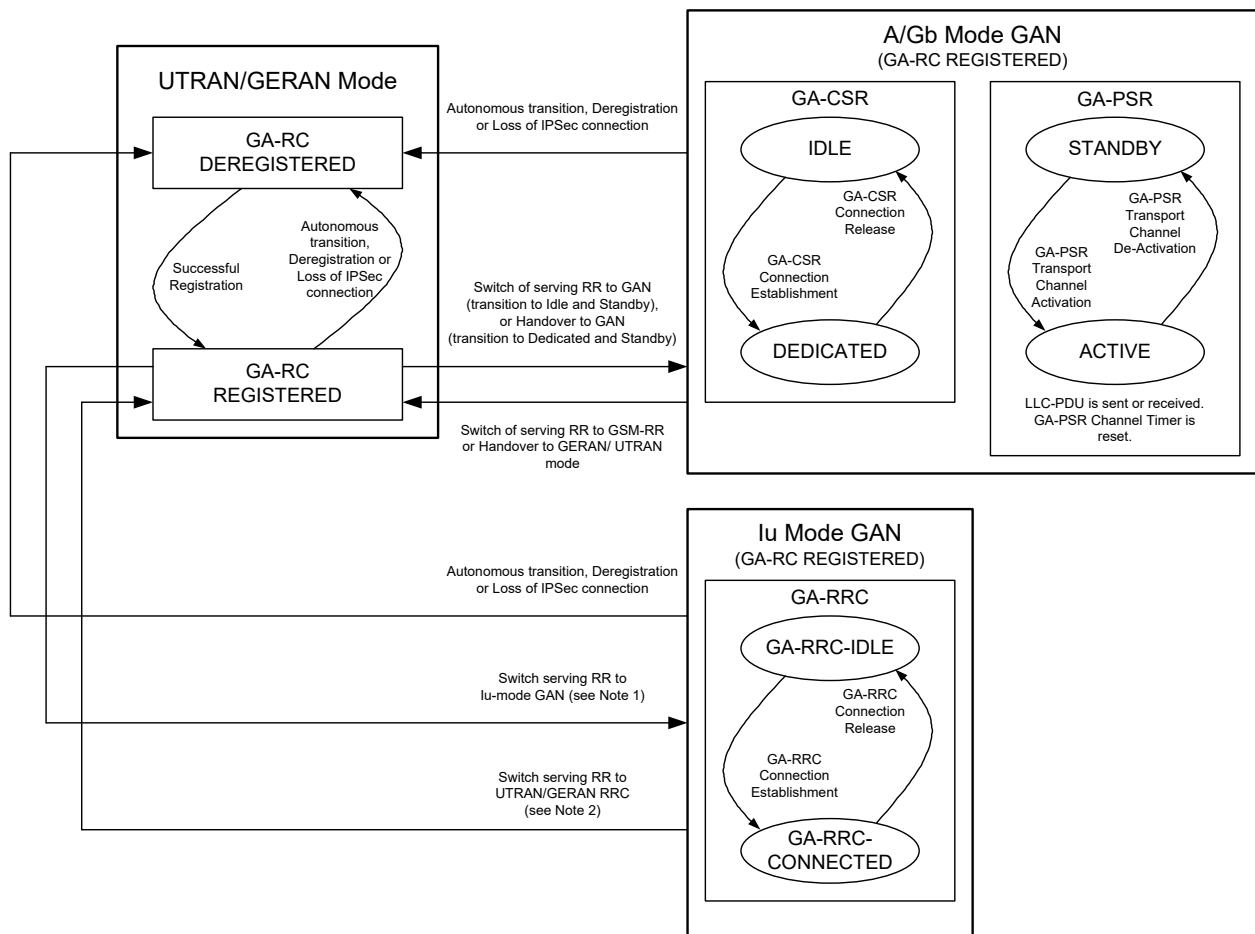 UTRAN/GERAN Mode
GA-RC
DEREGISTERED
Successful
Registration
Autonomous
transition,
Deregistration or
Loss of IPSec
connection
GA-RC
REGISTERED
Autonomous transition, Deregistration
or Loss of IPSec connection
Switch of serving RR to GAN
(transition to Idle and Standby),
or Handover to GAN
(transition to Dedicated and Standby)
Switch of serving RR to GSM-RR
or Handover to GERAN/ UTRAN
mode
A/Gb Mode GAN
(GA-RC REGISTERED)
GA-CSR
IDLE
GA-CSR
Connection
Release
GA-CSR
Connection
Establishment
DEDICATED
GA-PSR
STANDBY
GA-PSR
Transport
Channel
De-Activation
GA-PSR
Transport
Channel
Activation
ACTIVE
LLC-PDU is sent or received.
GA-PSR Channel Timer is
reset.
Autonomous transition, Deregistration
or Loss of IPSec connection
Switch serving RR to
Iu-mode GAN (see Note 1)
Switch serving RR to
UTRAN/GERAN RRC
(see Note 2)
Iu Mode GAN
(GA-RC REGISTERED)
GA-RRC
GA-RRC-IDLE
GA-RRC
Connection
Release
GA-RRC
Connection
Establishment
GA-RRC-
CONNECTED